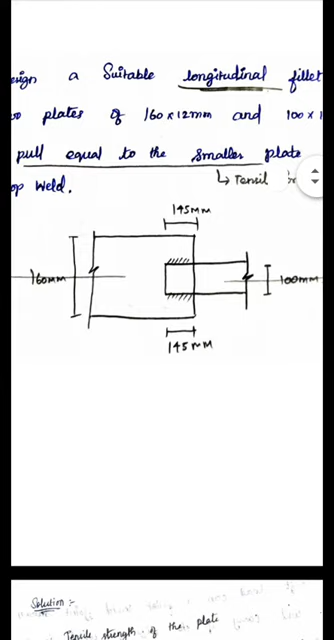 a Suitable longitudinal fillet
plates of 160 x 12mm and 100 x
pull equal to the smaller plate
weld. ↳ Tensil
145mm
160mm
100mm
145mm
Solution :-
Tensile strength of the plate